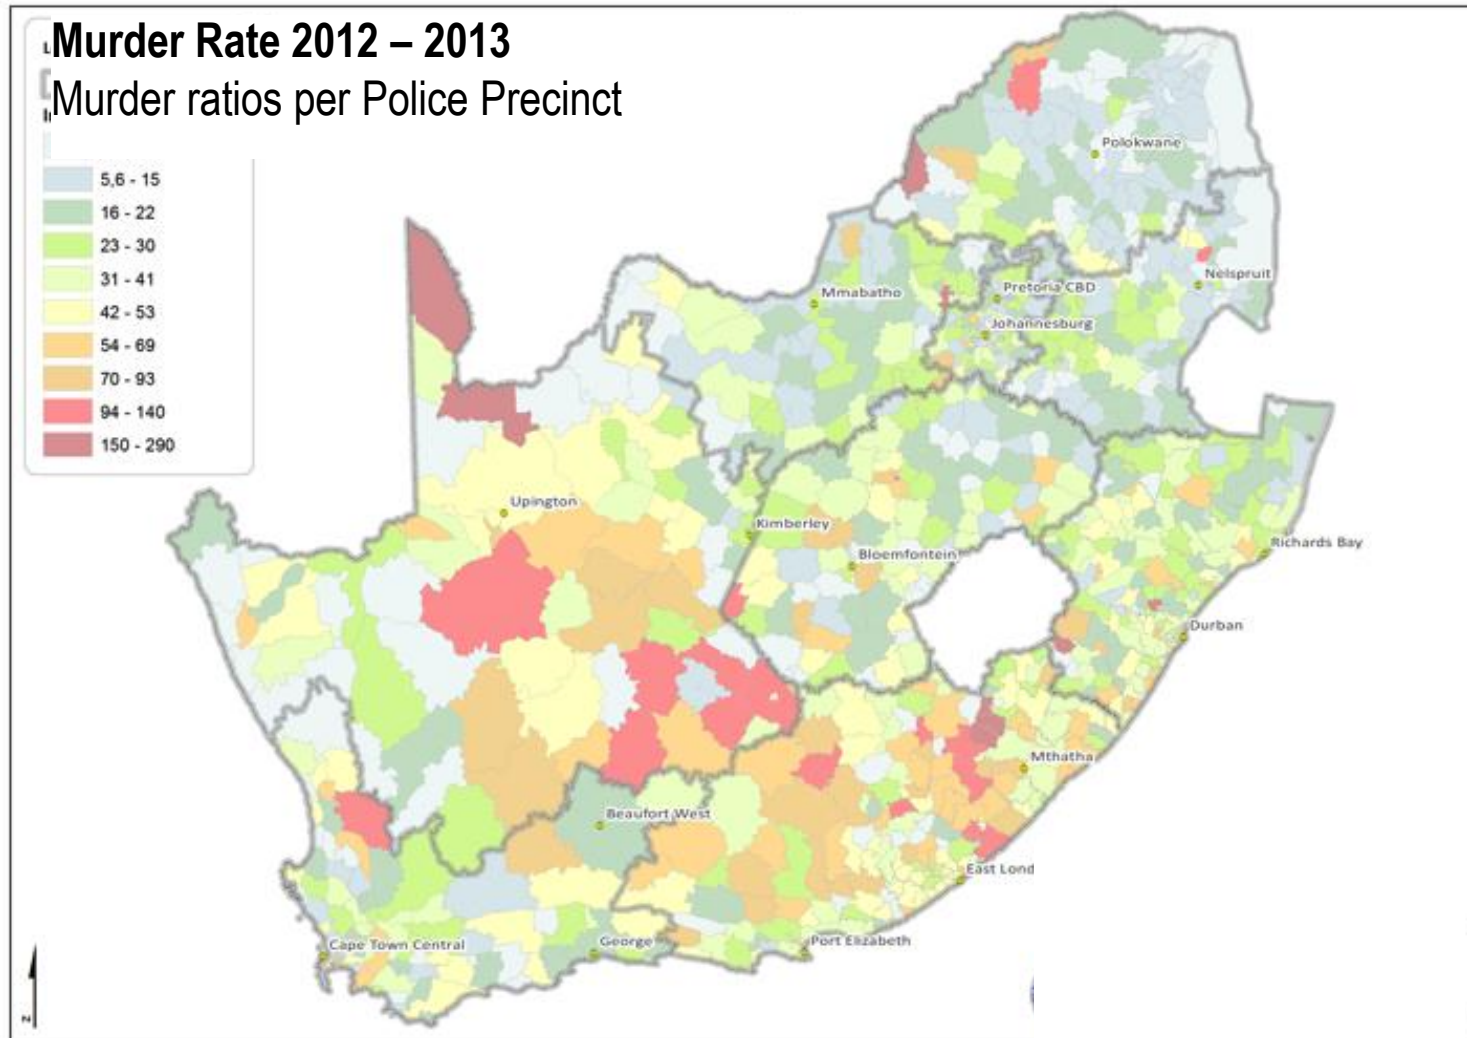 Murder Rate 2012 – 2013
Murder ratios per Police Precinct
5,6 - 15
16 - 22
23 - 30
31 - 41
42 - 53
54 - 69
70 - 93
94 - 140
150 - 290
Polokwane
Nelspruit
Mmabatho
Pretoria CBD
Johannesburg
Upington
Kimberley
Bloemfontein
Richards Bay
Durban
Mthatha
Beaufort West
East Lond
Cape Town Central
George
Port Elizabeth
N